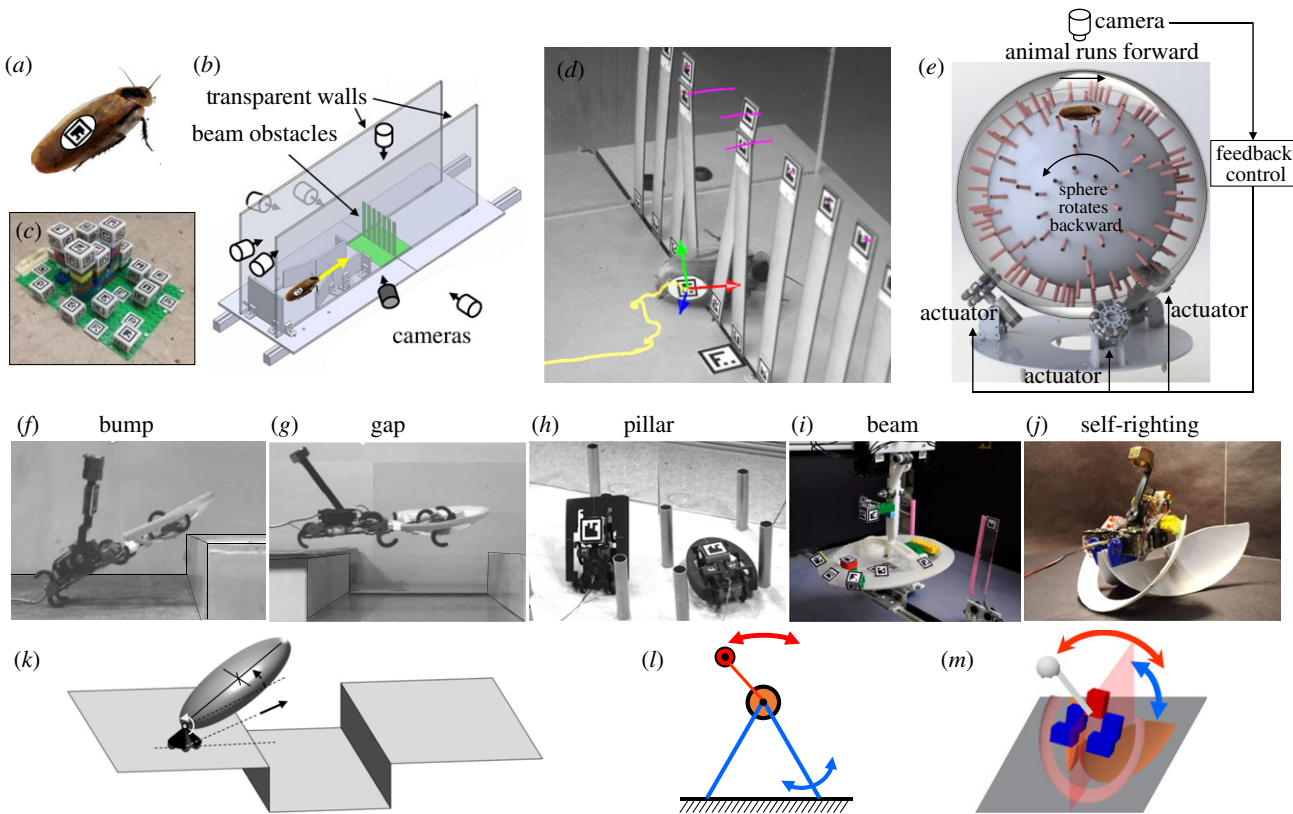 (a)
(b)
transparent walls
beam obstacles
cameras
(c)
(d)
camera
animal runs forward
(e)
feedback
control
sphere
rotates
backward
actuator
actuator
actuator
(f) bump
(g) gap
(h) pillar
(i) beam
(j) self-righting
(k)
(l)
(m)